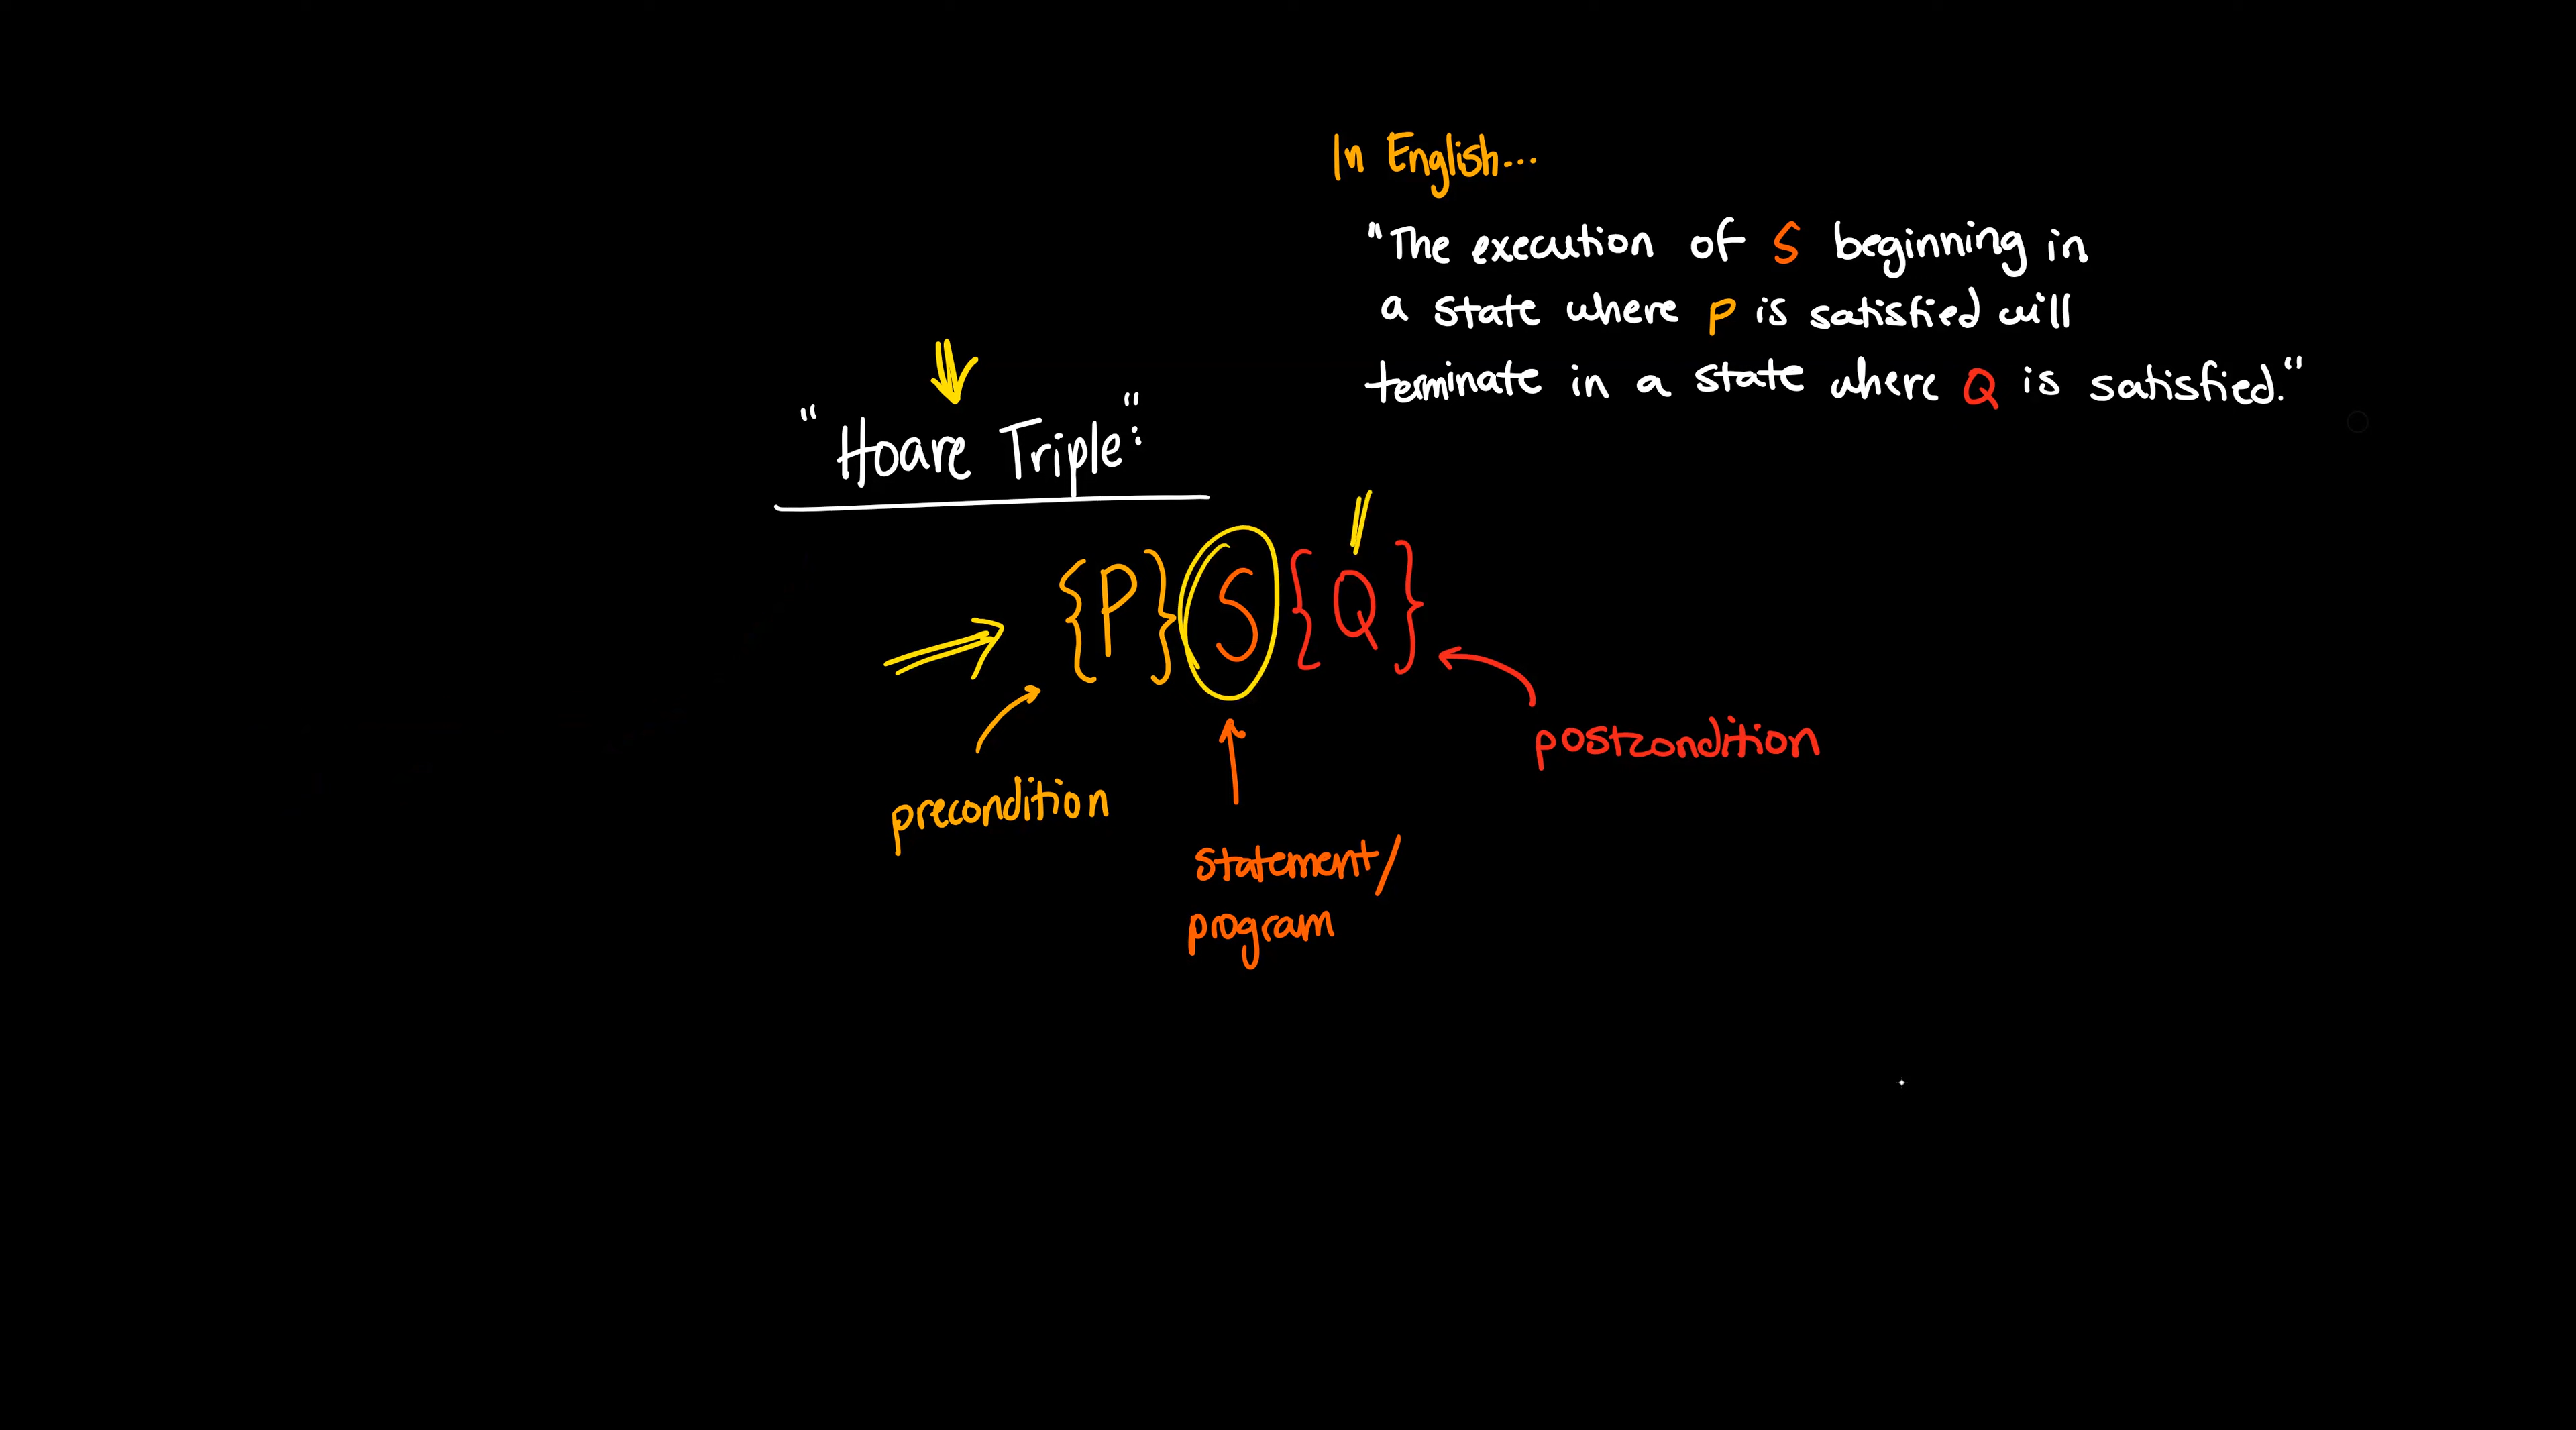 In English...
"The execution of S beginning in
a state where P is satisfied will
terminate in a state where Q is satisfied."
"Hoare Triple:"
{P} S {Q}
precondition
statement/
program
postcondition